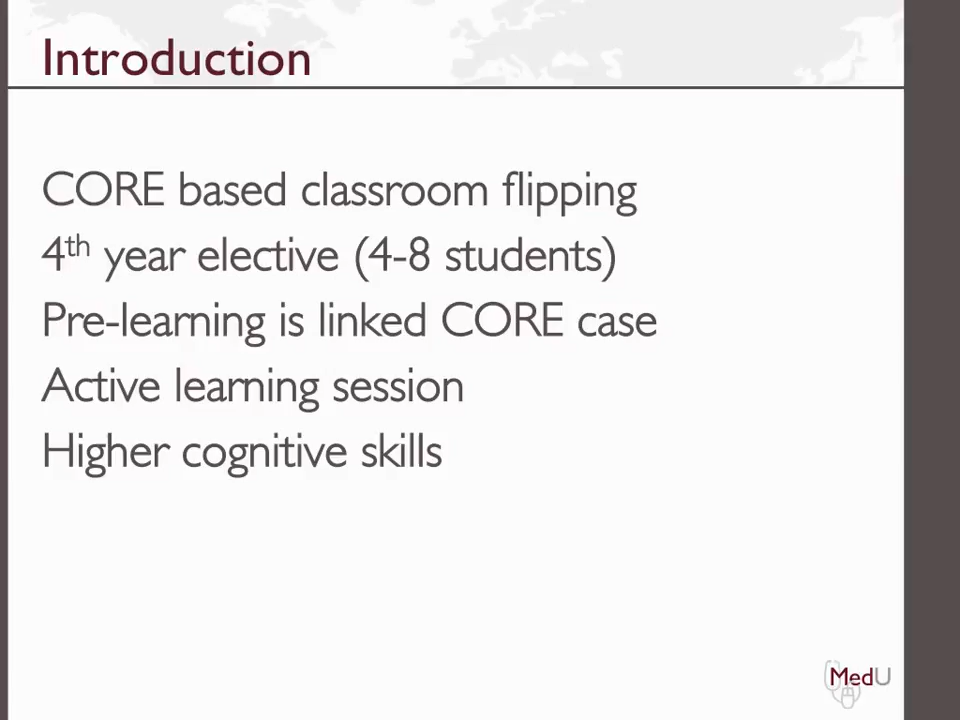 Introduction
CORE based classroom flipping
4th year elective (4-8 students)
Pre-learning is linked CORE case
Active learning session
Higher cognitive skills
MedU